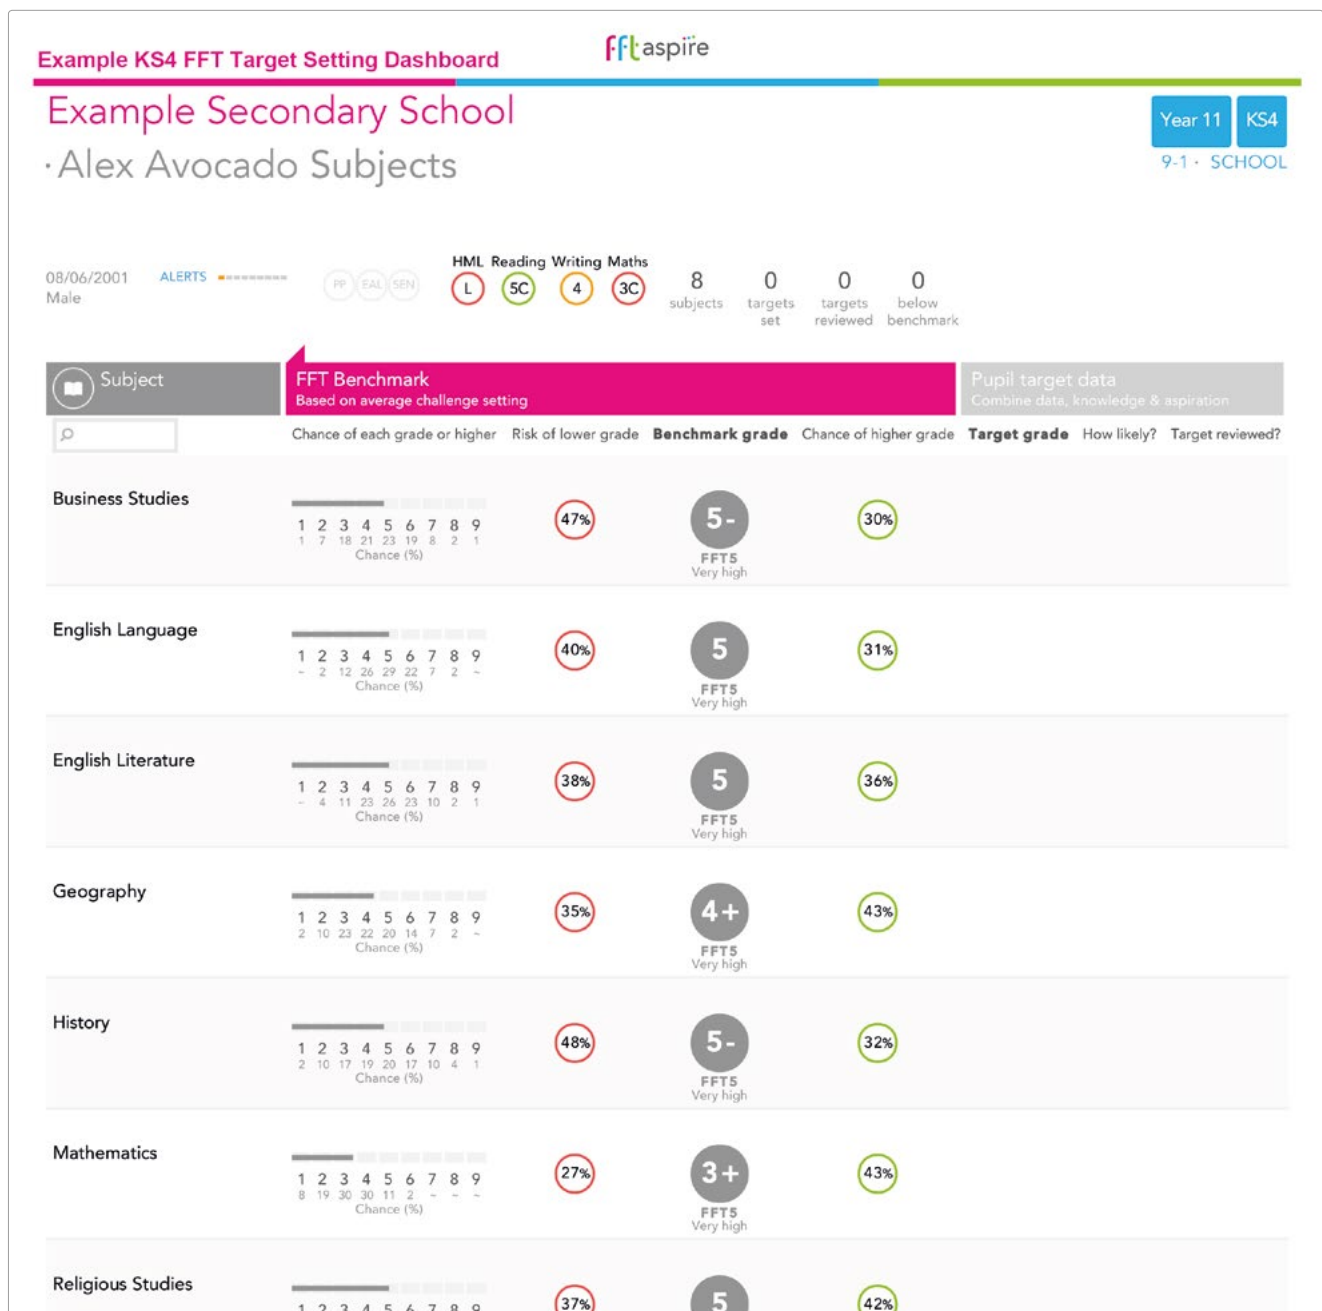 Example KS4 FFT Target Setting Dashboard
fft aspire
Example Secondary School
Year 11 KS4
· Alex Avocado Subjects
9-1 · SCHOOL
HML Reading Writing Maths
08/06/2001 ALERTS PP EAL SEN L 5C 4 3C 8 0 0 0
Male subjects targets targets below
set reviewed benchmark
Subject FFT Benchmark Pupil target data
Based on average challenge setting Combine data, knowledge & aspiration
Chance of each grade or higher Risk of lower grade Benchmark grade Chance of higher grade Target grade How likely? Target reviewed?
Business Studies
47% 5- 30%
1 2 3 4 5 6 7 8 9
1 7 18 21 23 19 8 2 1
Chance (%) FFT5
Very high
English Language
40% 5 31%
1 2 3 4 5 6 7 8 9
~ 2 12 26 29 22 7 2 ~
Chance (%) FFT5
Very high
English Literature
38% 5 36%
1 2 3 4 5 6 7 8 9
~ 4 11 23 26 23 10 2 1
Chance (%) FFT5
Very high
Geography
35% 4+ 43%
1 2 3 4 5 6 7 8 9
2 10 23 22 20 14 7 2 ~
Chance (%) FFT5
Very high
History
48% 5- 32%
1 2 3 4 5 6 7 8 9
2 10 17 19 20 17 10 4 1
Chance (%) FFT5
Very high
Mathematics
27% 3+ 43%
1 2 3 4 5 6 7 8 9
8 19 30 30 11 2 ~ ~ ~
Chance (%) FFT5
Very high
Religious Studies
37% 5 42%
1 2 3 4 5 6 7 8 9